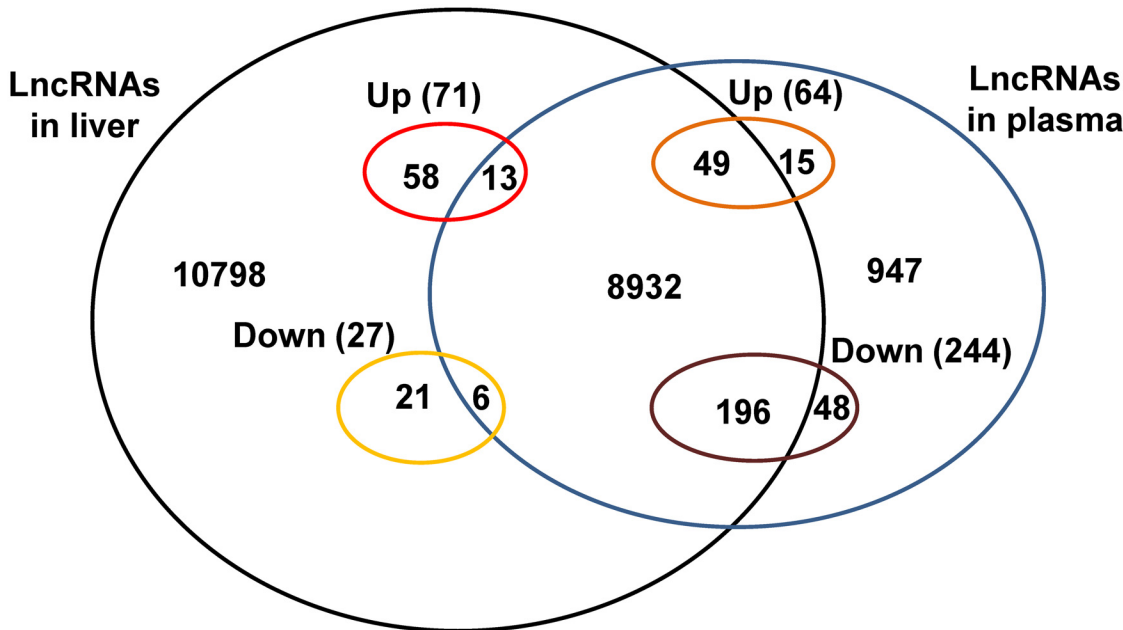 LncRNAs
in liver
Up (71)
58
13
Up (64)
49
15
LncRNAs
in plasma
10798
8932
947
Down (27)
21
6
Down (244)
196
48